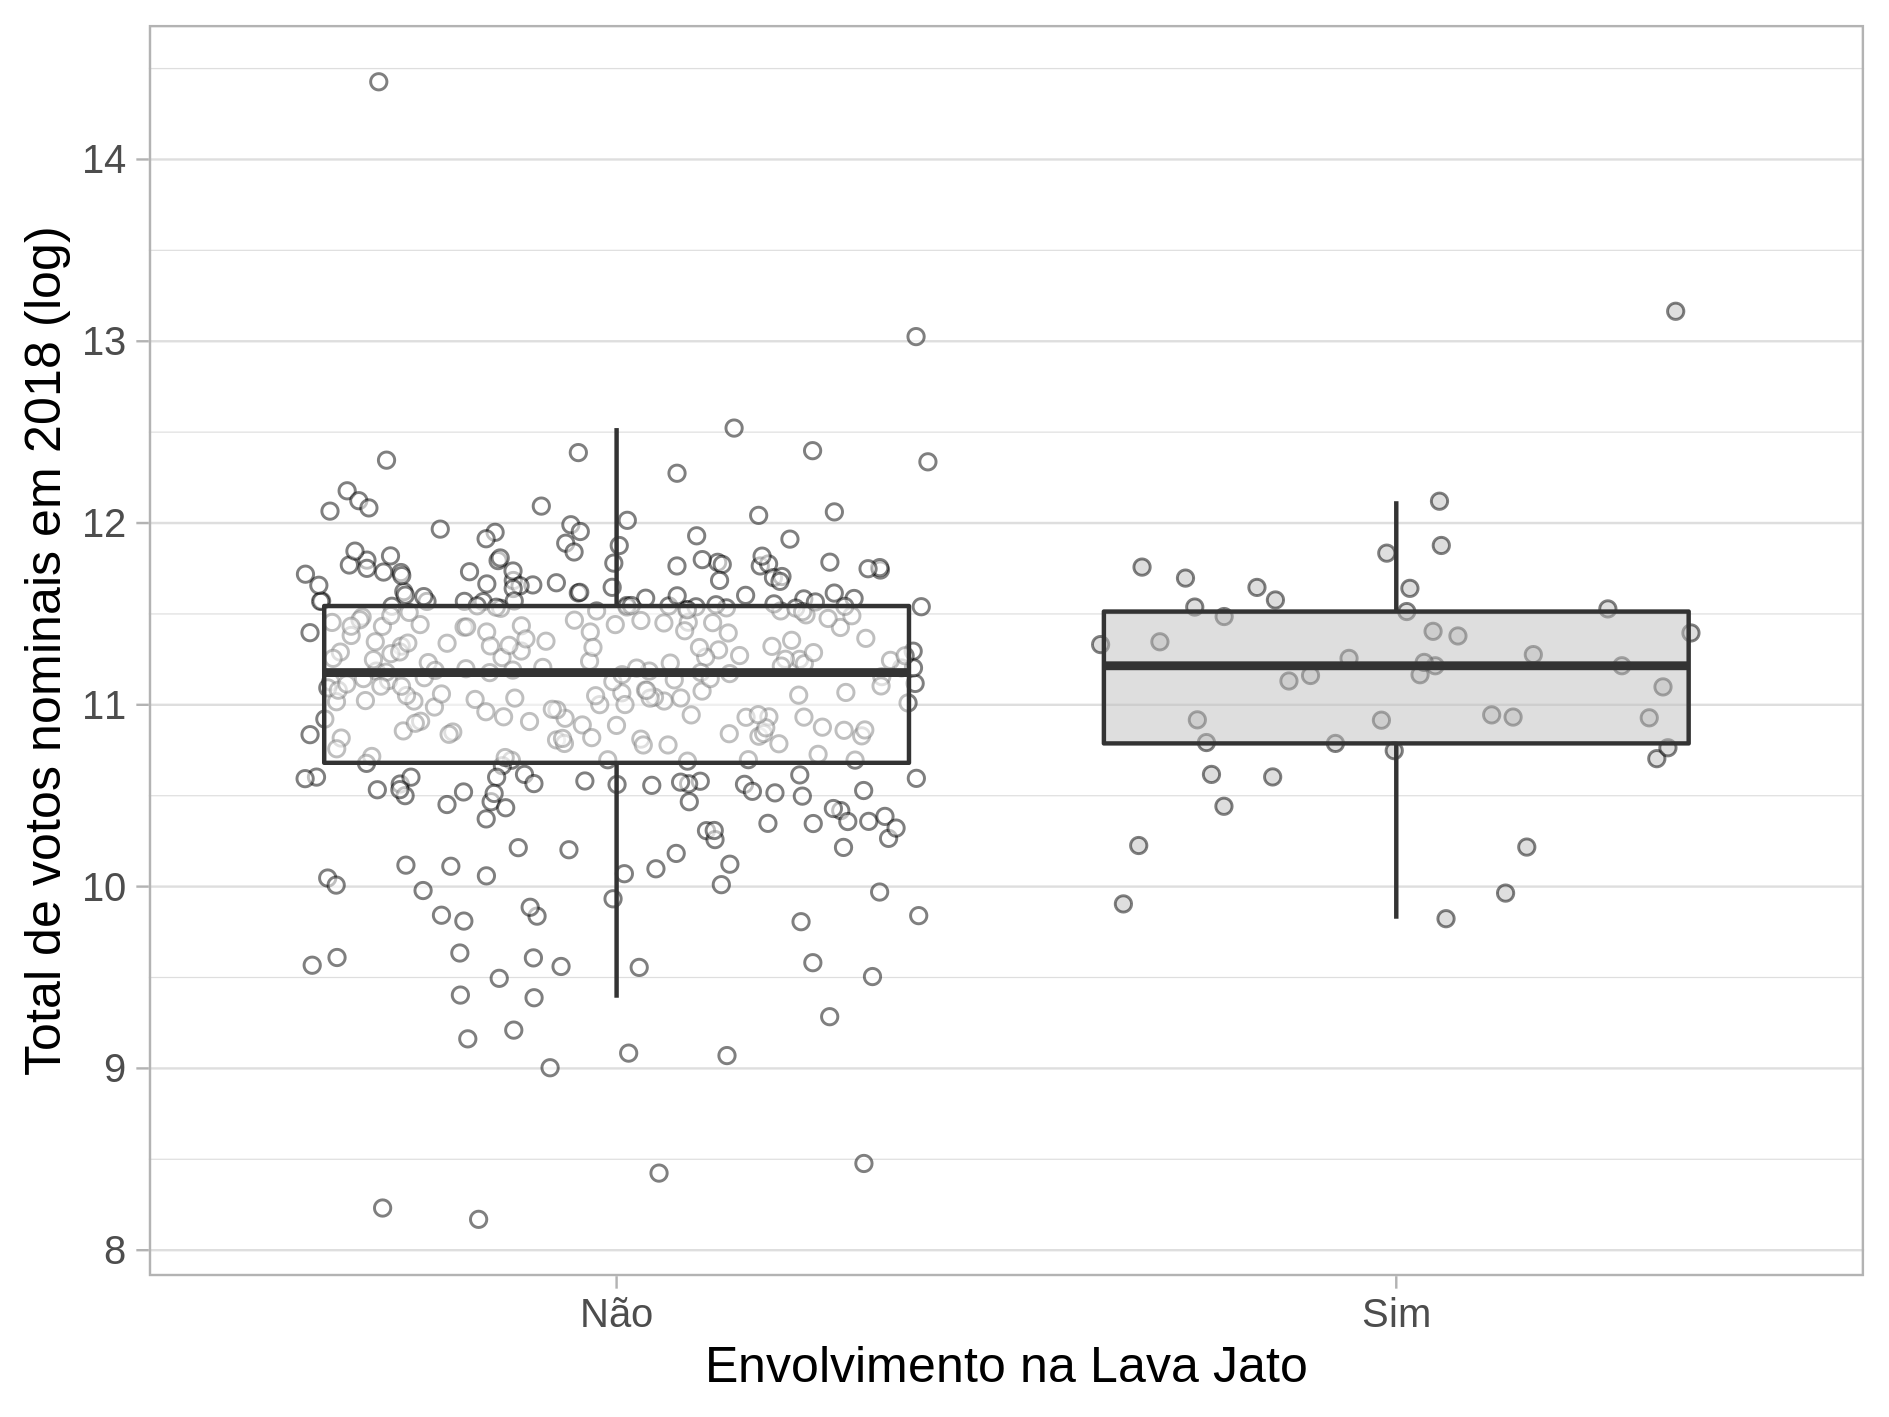 Total de votos nominais em 2018 (log)
14
13
12
11
10
9
8
Não
Sim
Envolvimento na Lava Jato